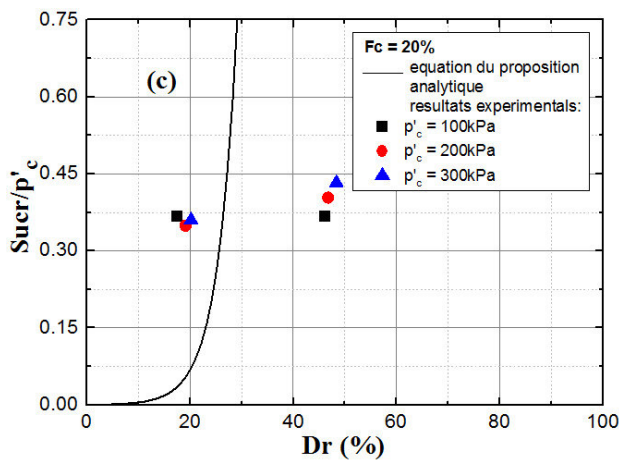 0.75
0.60
0.45
0.30
0.15
0.00
Sucr/p'c
(c)
Fc = 20%
equation du proposition
analytique
resultats experimentals:
p'c = 100kPa
p'c = 200kPa
p'c = 300kPa
0 20 40 60 80 100
Dr (%)